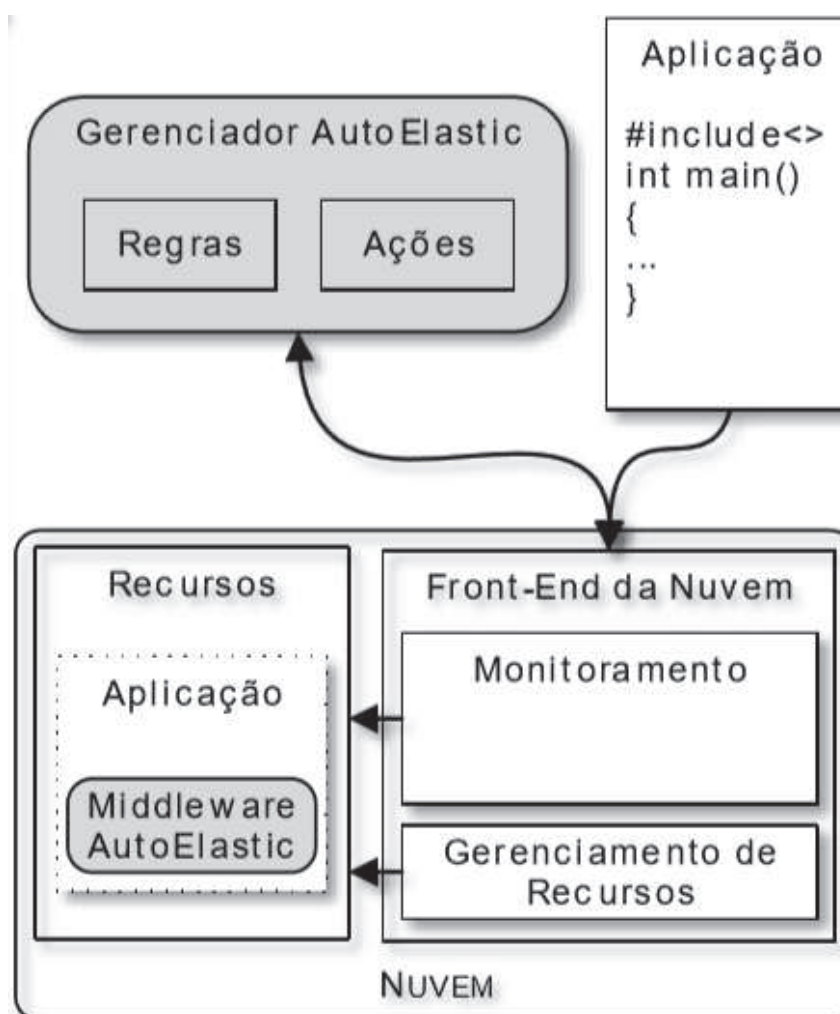 Gerenciador AutoElastic
Regras
Ações
Aplicação
#include<>
int main()
{
...
}
Recursos
Aplicação
Middleware
AutoElastic
Front-End da Nuvem
Monitoramento
Gerenciamento de
Recursos
NUVEM